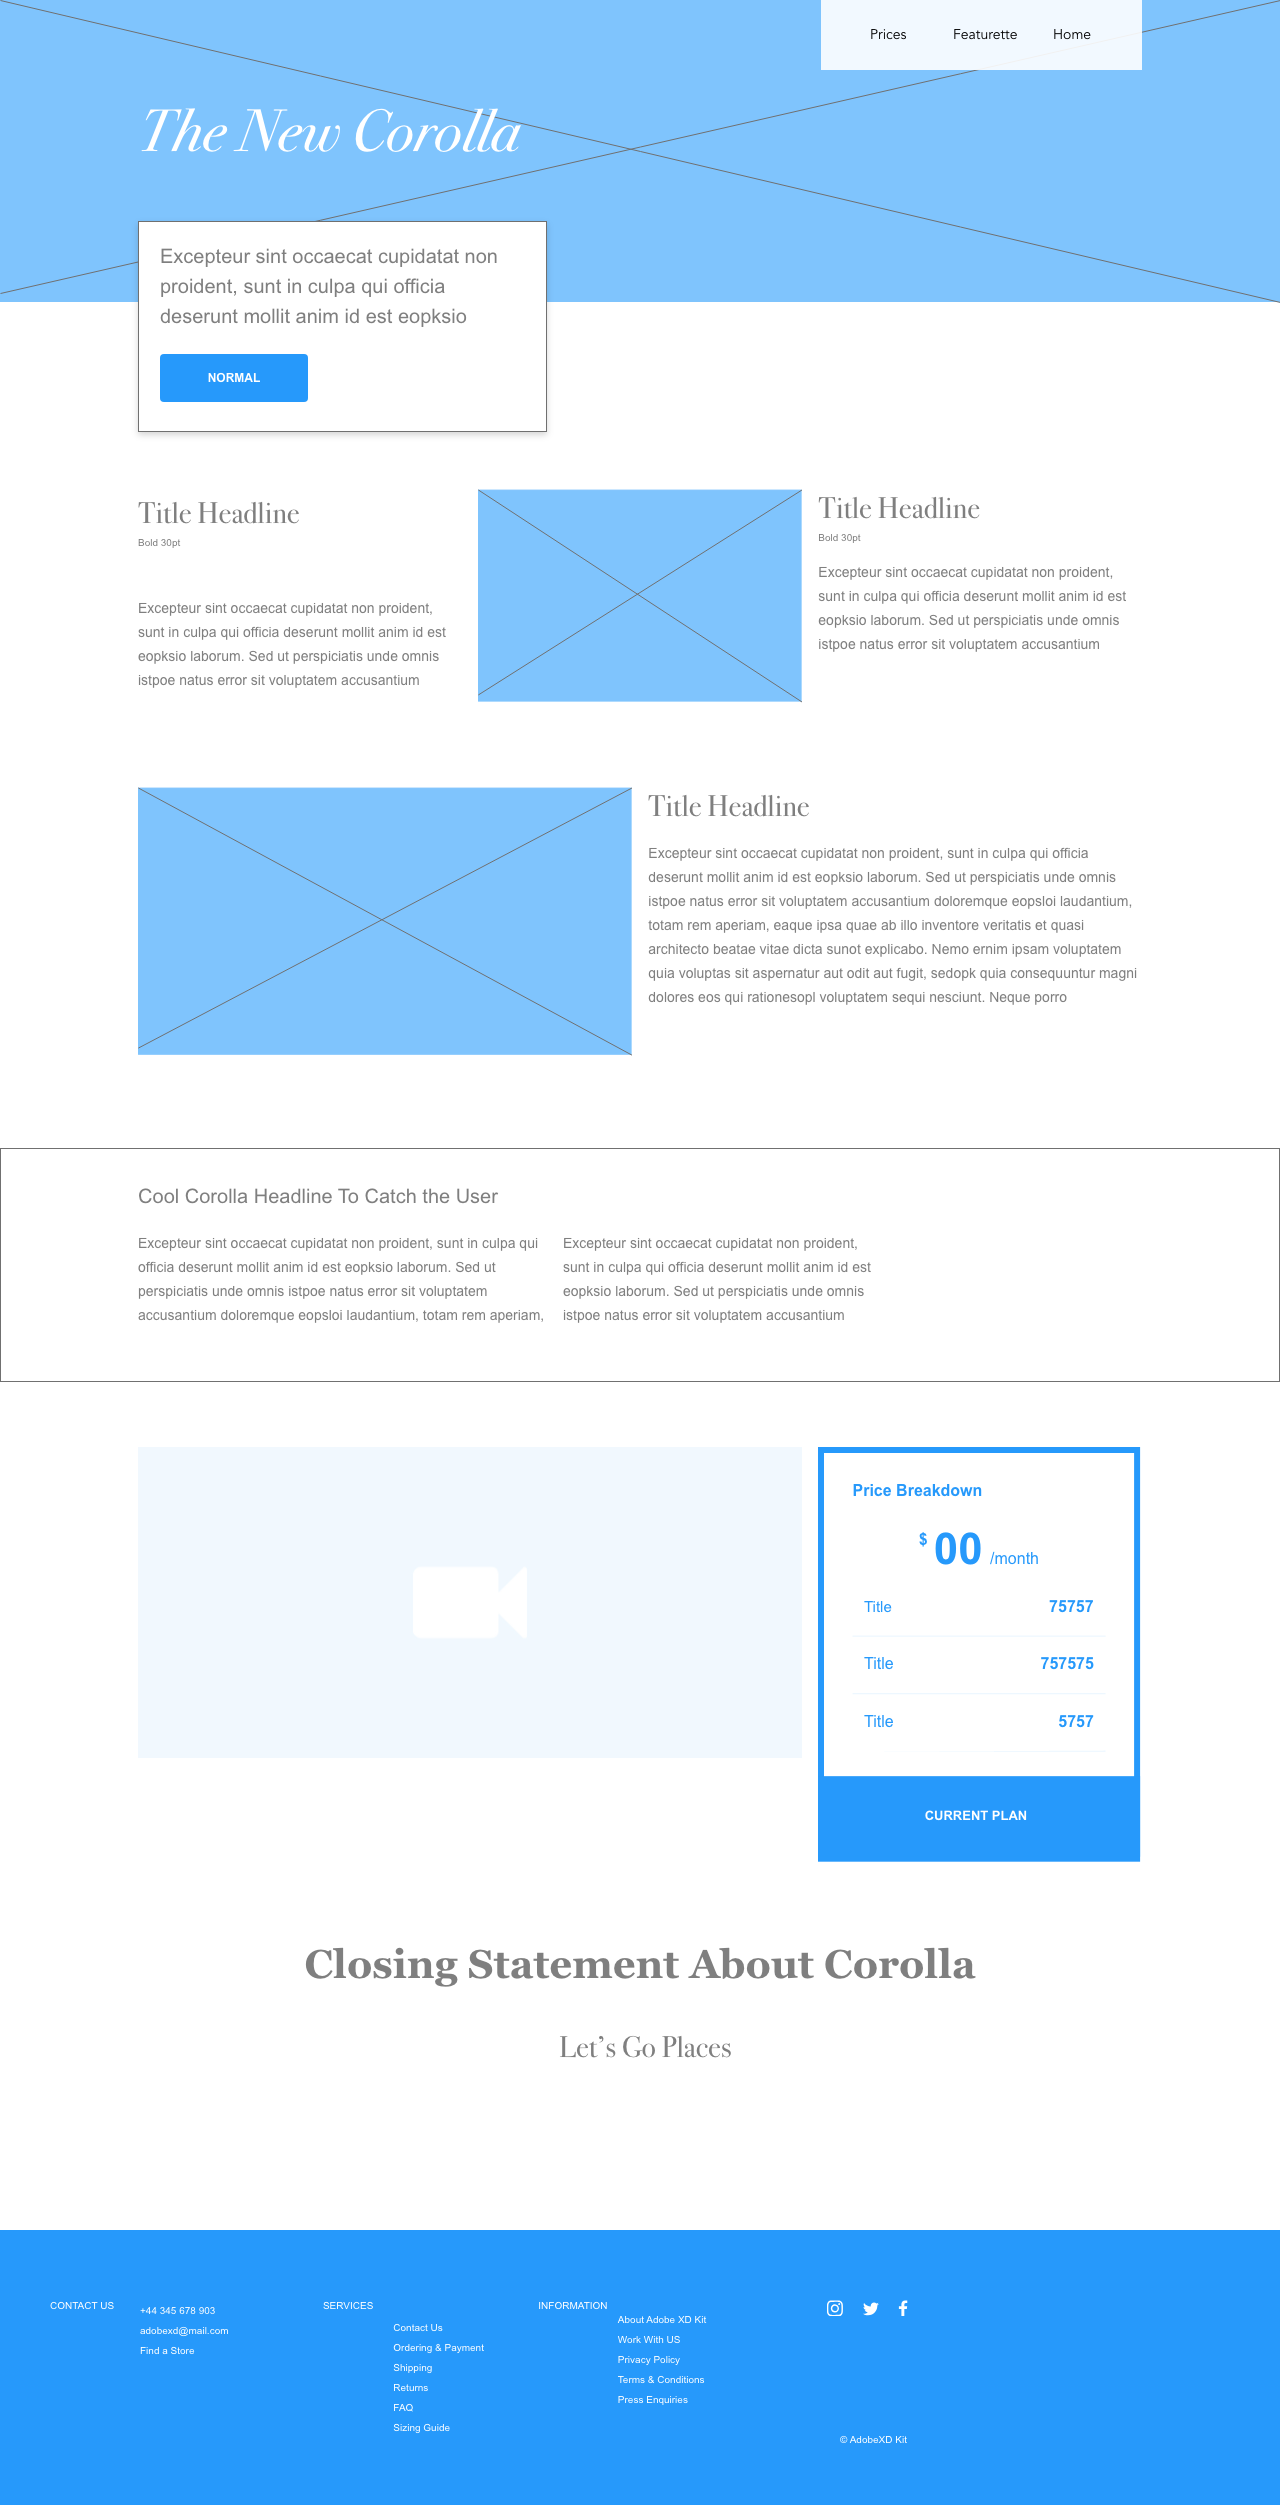 Prices
Featurette
Home
The New Corolla
Excepteur sint occaecat cupidatat non
proident, sunt in culpa qui officia
deserunt mollit anim id est eopksio
NORMAL
Title Headline
Bold 30pt
Excepteur sint occaecat cupidatat non proident,
sunt in culpa qui officia deserunt mollit anim id est
eopksio laborum. Sed ut perspiciatis unde omnis
istpoe natus error sit voluptatem accusantium
Title Headline
Bold 30pt
Excepteur sint occaecat cupidatat non proident,
sunt in culpa qui officia deserunt mollit anim id est
eopksio laborum. Sed ut perspiciatis unde omnis
istpoe natus error sit voluptatem accusantium
Title Headline
Excepteur sint occaecat cupidatat non proident, sunt in culpa qui officia
deserunt mollit anim id est eopksio laborum. Sed ut perspiciatis unde omnis
istpoe natus error sit voluptatem accusantium doloremque eopsloi laudantium,
totam rem aperiam, eaque ipsa quae ab illo inventore veritatis et quasi
architecto beatae vitae dicta sunot explicabo. Nemo ernim ipsam voluptatem
quia voluptas sit aspernatur aut odit aut fugit, sedopk quia consequuntur magni
dolores eos qui rationesopl voluptatem sequi nesciunt. Neque porro
Cool Corolla Headline To Catch the User
Excepteur sint occaecat cupidatat non proident, sunt in culpa qui
officia deserunt mollit anim id est eopksio laborum. Sed ut
perspiciatis unde omnis istpoe natus error sit voluptatem
accusantium doloremque eopsloi laudantium, totam rem aperiam,
Excepteur sint occaecat cupidatat non proident,
sunt in culpa qui officia deserunt mollit anim id est
eopksio laborum. Sed ut perspiciatis unde omnis
istpoe natus error sit voluptatem accusantium
Price Breakdown
$ 00 /month
Title 75757
Title 757575
Title 5757
CURRENT PLAN
Closing Statement About Corolla
Let’s Go Places
CONTACT US
+44 345 678 903
adobexd@mail.com
Find a Store
SERVICES
Contact Us
Ordering & Payment
Shipping
Returns
FAQ
Sizing Guide
INFORMATION
About Adobe XD Kit
Work With US
Privacy Policy
Terms & Conditions
Press Enquiries
© AdobeXD Kit